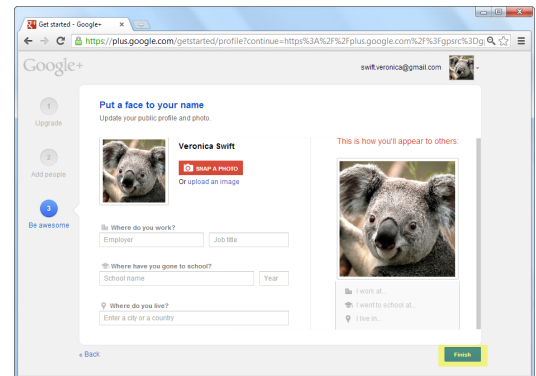 Get started - Google+
https://plus.google.com/getstarted/profile?continue=https%3A%2F%2Fplus.google.com%2F%3Fgpsrc%3Dg
Google+
swift.veronica@gmail.com
1
Upgrade
2
Add people
3
Be awesome
Put a face to your name
Update your public profile and photo.
Veronica Swift
SNAP A PHOTO
Or upload an image
Where do you work?
Employer
Job title
Where have you gone to school?
School name
Year
Where do you live?
Enter a city or a country
This is how you'll appear to others:
I work at...
I went to school at...
I live in...
« Back
Finish